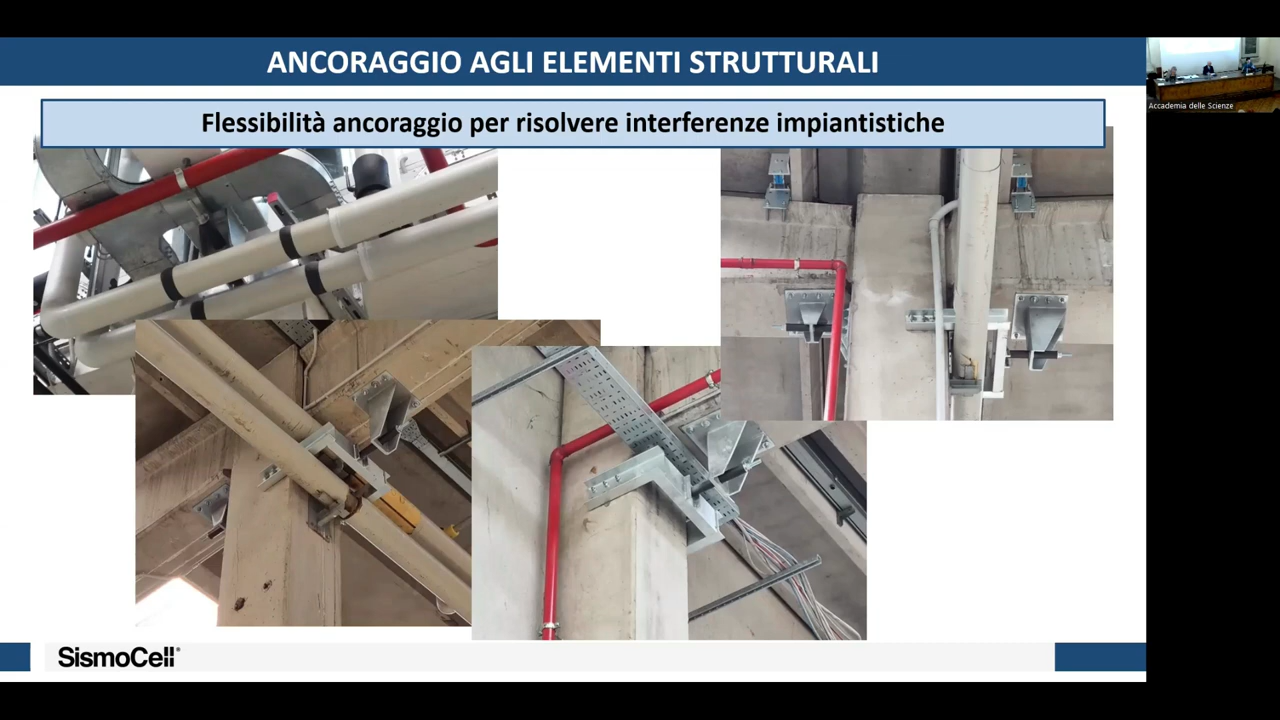 ANCORAGGIO AGLI ELEMENTI STRUTTURALI
Flessibilità ancoraggio per risolvere interferenze impiantistiche
Accademia delle Scienze
SismoCell®